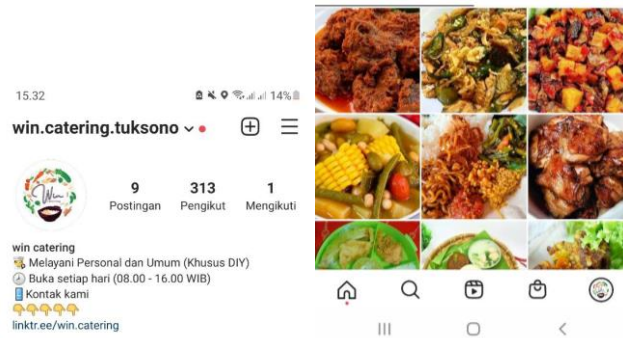 15.32
14%
win.catering.tuksono
Win
9 313 1
Postingan Pengikut Mengikuti
win catering
Melayani Personal dan Umum (Khusus DIY)
Buka setiap hari (08.00 - 16.00 WIB)
Kontak kami
linktr.ee/win.catering